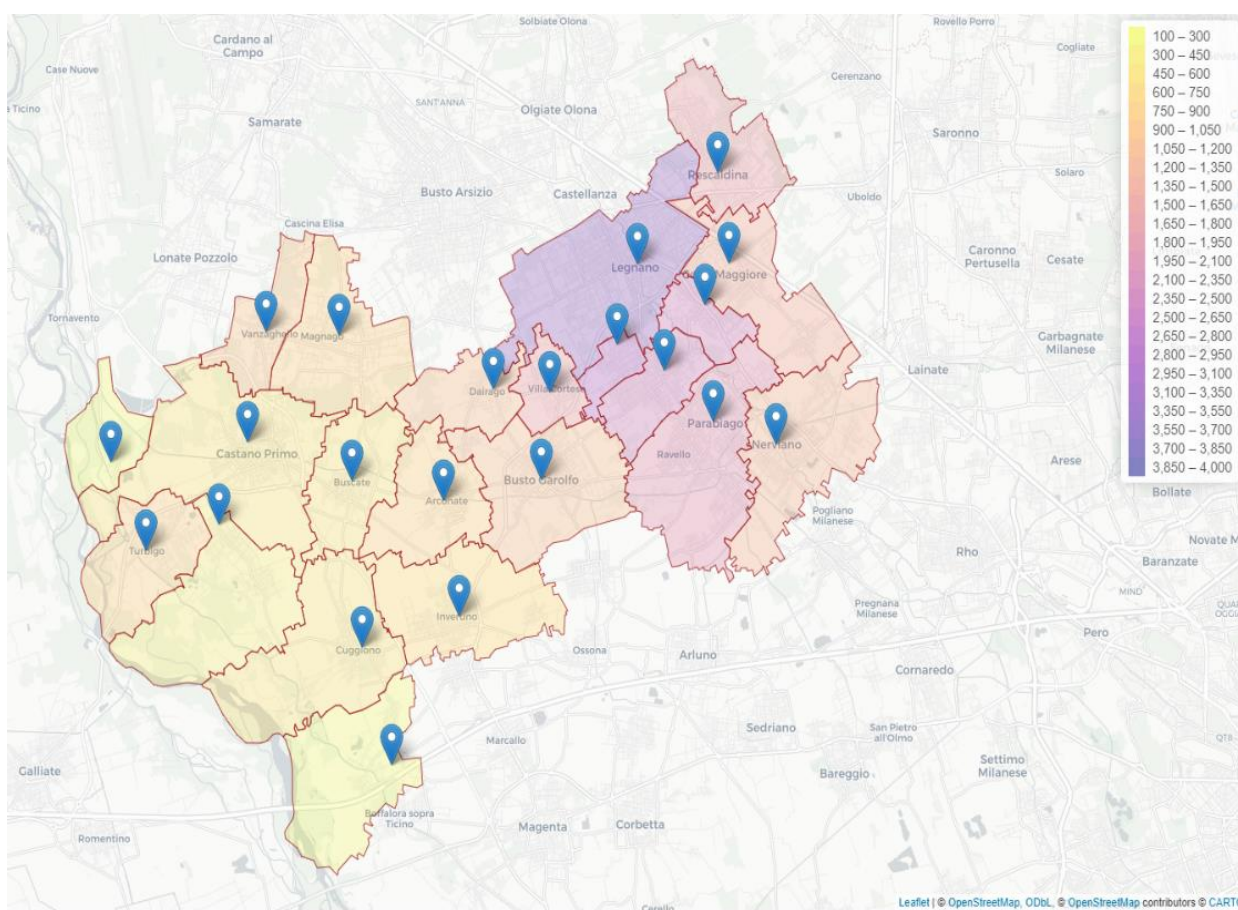 Solbiate Olona
Rovello Porro
Cardano al
Campo
Cogliate
Case Nuove
Gerenzano
SANT'ANNA
Olgiate Olona
Samarate
Saronno
Rescaldina
Solaro
Busto Arsizio
Castellanza
Uboldo
Cascina Elisa
Lonate Pozzolo
Caronno
Pertusella
Cesate
Legnano
Maggiore
Tornavento
Vanzaghello
Magnago
Garbagnate
Milanese
Lainate
Dairago
Villa Cortese
Parabiago
Castano Primo
Nerviano
Ravello
Arese
Buscate
Arconate
Busto Garolfo
Bollate
Pogliano
Milanese
Turbigo
Rho
Novate M
Baranzate
MIND
Pregnana
Milanese
Inveruno
Pero
Cuggiono
Ossona
Arluno
Cornaredo
Sedriano
San Pietro
all'Olmo
Marcallo
Galliate
Bareggio
Settimo
Milanese
Boffalora sopra
Ticino
Romentino
Magenta
Corbetta
100 – 300
300 – 450
450 – 600
600 – 750
750 – 900
900 – 1,050
1,050 – 1,200
1,200 – 1,350
1,350 – 1,500
1,500 – 1,650
1,650 – 1,800
1,800 – 1,950
1,950 – 2,100
2,100 – 2,350
2,350 – 2,500
2,500 – 2,650
2,650 – 2,800
2,800 – 2,950
2,950 – 3,100
3,100 – 3,350
3,350 – 3,550
3,550 – 3,700
3,700 – 3,850
3,850 – 4,000
Leaflet | © OpenStreetMap, ODbL, © OpenStreetMap contributors © CARTO